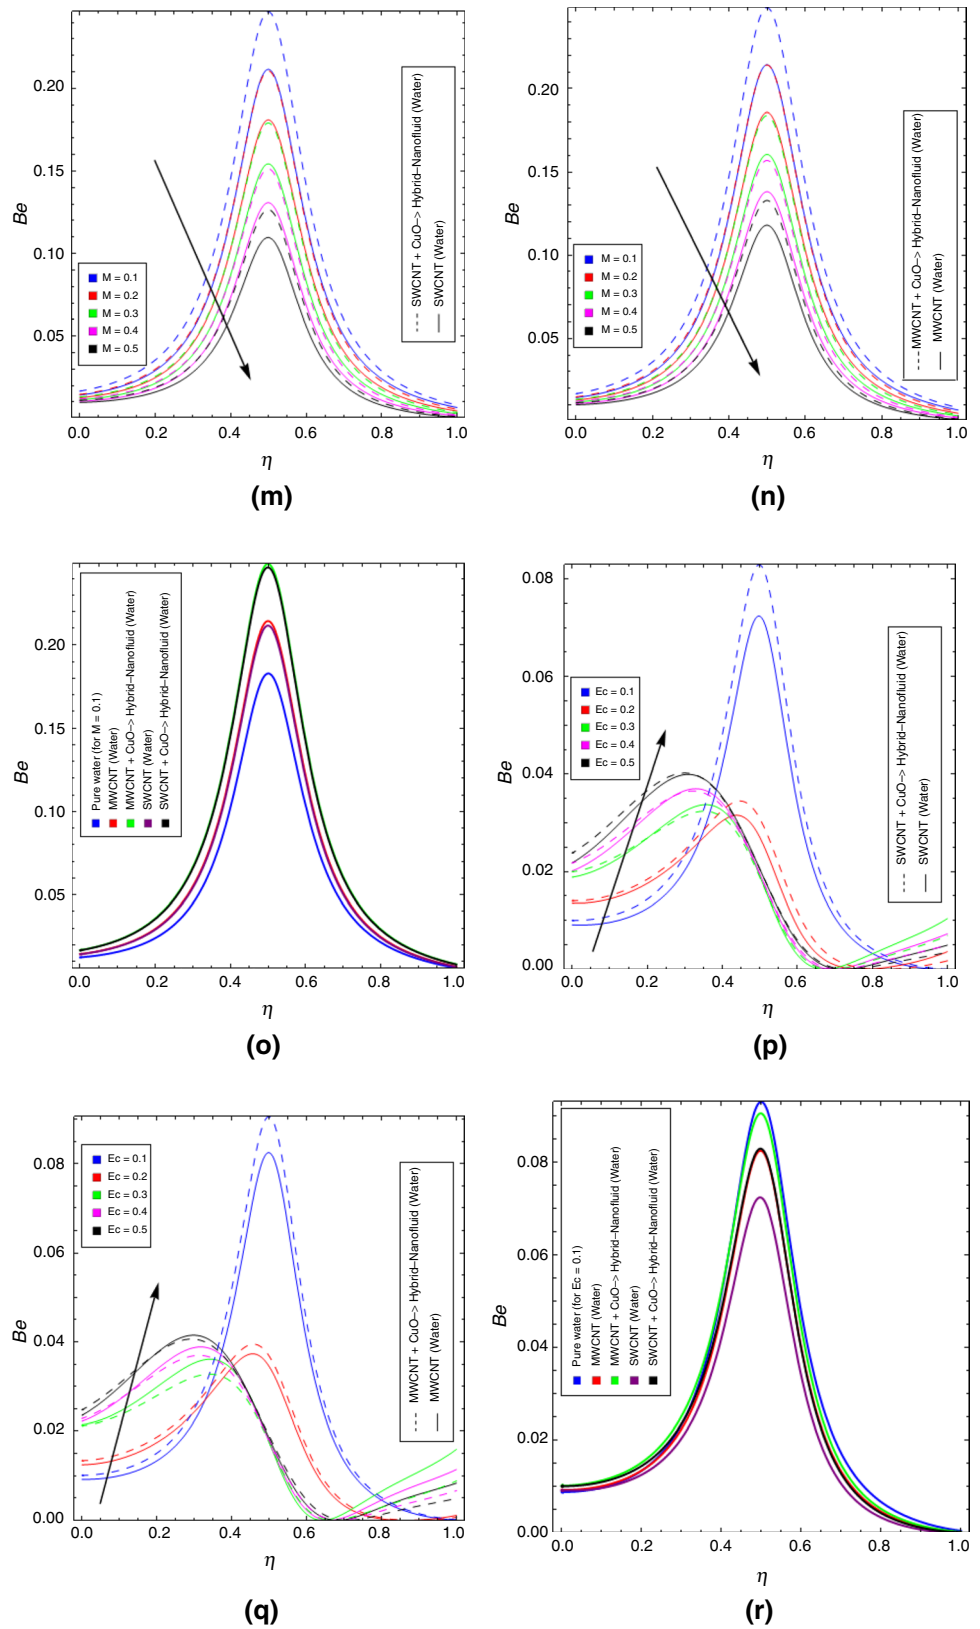 0.20
0.15
0.10
0.05
Be
M = 0.1
M = 0.2
M = 0.3
M = 0.4
M = 0.5
SWCNT + CuO–> Hybrid–Nanofluid (Water)
SWCNT (Water)
0.0 0.2 0.4 0.6 0.8 1.0
η
(m)
0.20
0.15
0.10
0.05
Be
M = 0.1
M = 0.2
M = 0.3
M = 0.4
M = 0.5
MWCNT + CuO–> Hybrid–Nanofluid (Water)
MWCNT (Water)
0.0 0.2 0.4 0.6 0.8 1.0
η
(n)
0.20
0.15
0.10
0.05
Be
Pure water (for M = 0.1)
MWCNT (Water)
MWCNT + CuO–> Hybrid–Nanofluid (Water)
SWCNT (Water)
SWCNT + CuO–> Hybrid–Nanofluid (Water)
0.0 0.2 0.4 0.6 0.8 1.0
η
(o)
0.08
0.06
0.04
0.02
0.00
Be
Ec = 0.1
Ec = 0.2
Ec = 0.3
Ec = 0.4
Ec = 0.5
SWCNT + CuO–> Hybrid–Nanofluid (Water)
SWCNT (Water)
0.0 0.2 0.4 0.6 0.8 1.0
η
(p)
0.08
0.06
0.04
0.02
0.00
Be
Ec = 0.1
Ec = 0.2
Ec = 0.3
Ec = 0.4
Ec = 0.5
MWCNT + CuO–> Hybrid–Nanofluid (Water)
MWCNT (Water)
0.0 0.2 0.4 0.6 0.8 1.0
η
(q)
0.08
0.06
0.04
0.02
0.00
Be
Pure water (for Ec = 0.1)
MWCNT (Water)
MWCNT + CuO–> Hybrid–Nanofluid (Water)
SWCNT (Water)
SWCNT + CuO–> Hybrid–Nanofluid (Water)
0.0 0.2 0.4 0.6 0.8 1.0
η
(r)